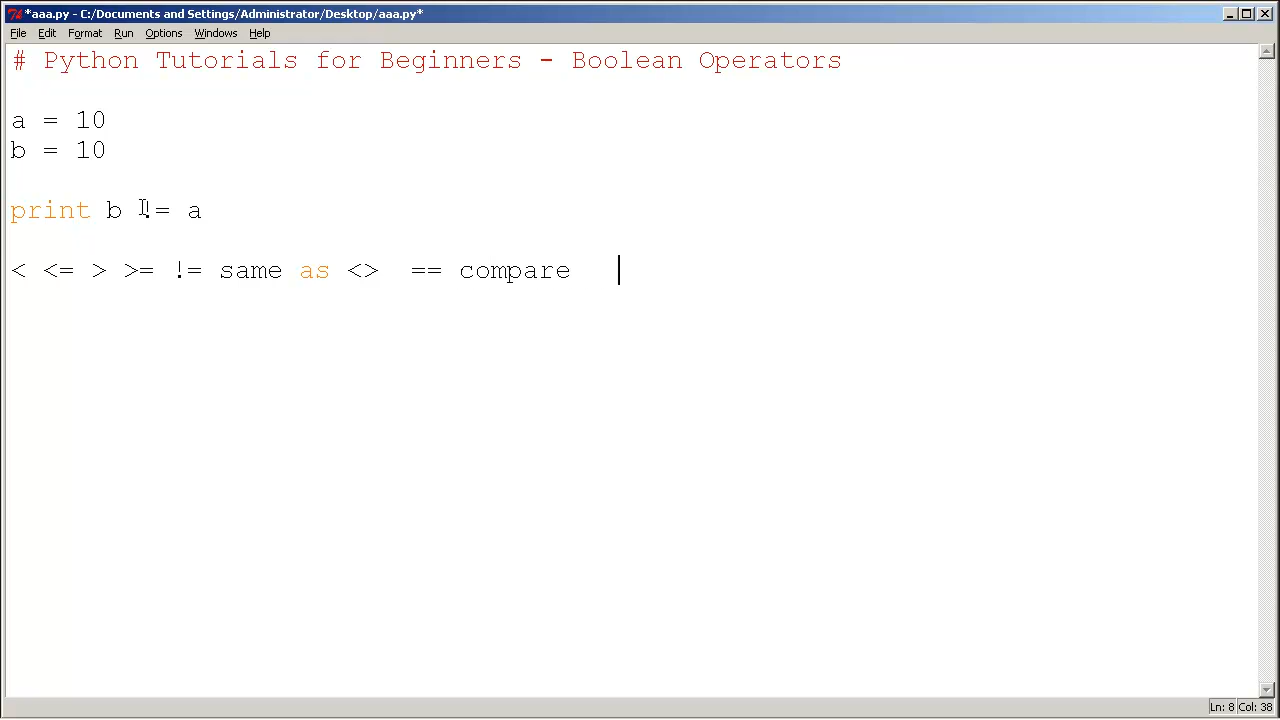 *aaa.py - C:/Documents and Settings/Administrator/Desktop/aaa.py*
File Edit Format Run Options Windows Help
# Python Tutorials for Beginners - Boolean Operators
a = 10
b = 10
print b != a
< <= > >= != same as <> == compare
Ln: 8 Col: 38